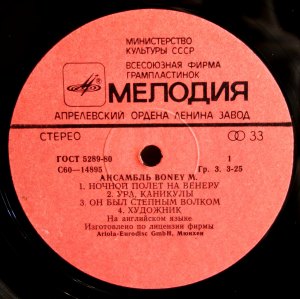 МИНИСТЕРСТВО
КУЛЬТУРЫ СССР
ВСЕСОЮЗНАЯ ФИРМА
ГРАМПЛАСТИНОК
МЕЛОДИЯ
АПРЕЛЕВСКИЙ ОРДЕНА ЛЕНИНА ЗАВОД
СТЕРЕО 33
ГОСТ 5289-80 1
С60—14895 Гр. 3. 3-25
АНСАМБЛЬ BONEY M.
1. НОЧНОЙ ПОЛЕТ НА ВЕНЕРУ
2. УРА, КАНИКУЛЫ
3. ОН БЫЛ СТЕПНЫМ ВОЛКОМ
4. ХУДОЖНИК
На английском языке
Изготовлено по лицензии фирмы
Ariola-Eurodisc GmbH, Мюнхен